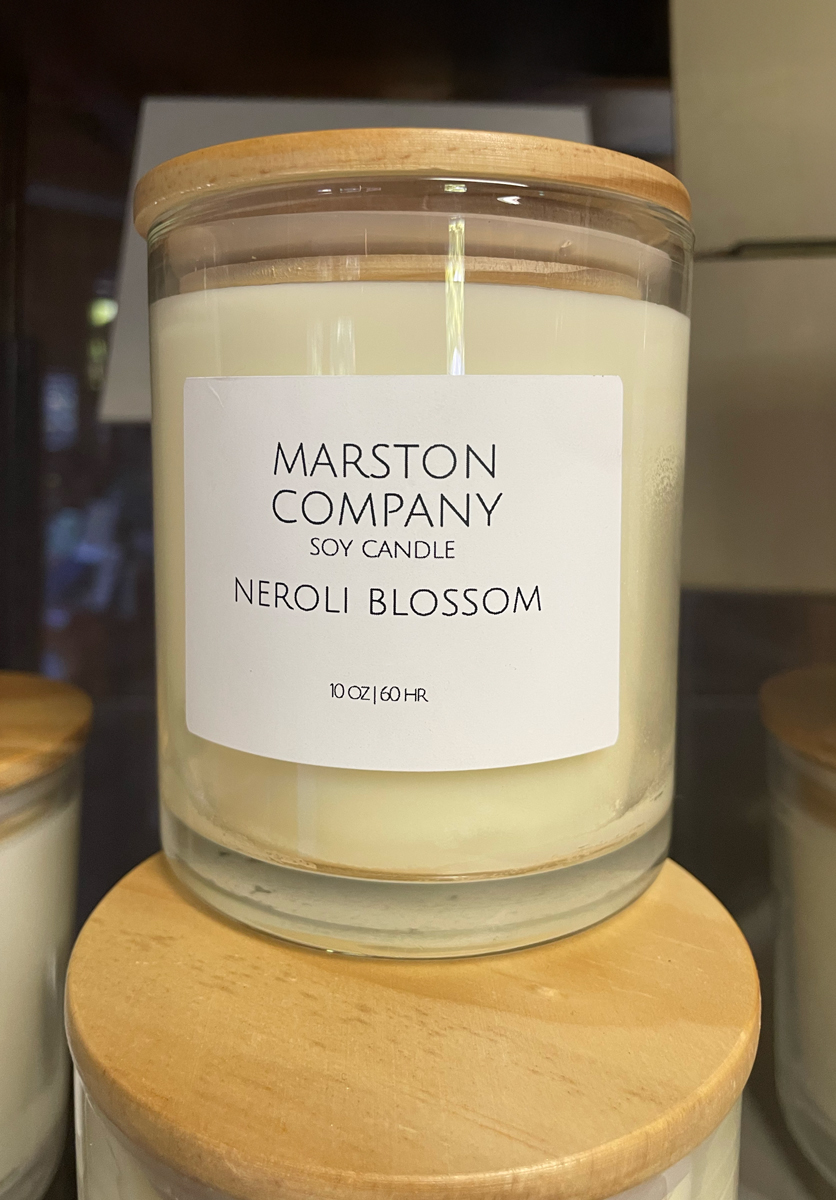 MARSTON
COMPANY
SOY CANDLE
NEROLI BLOSSOM
10 OZ | 60 HR